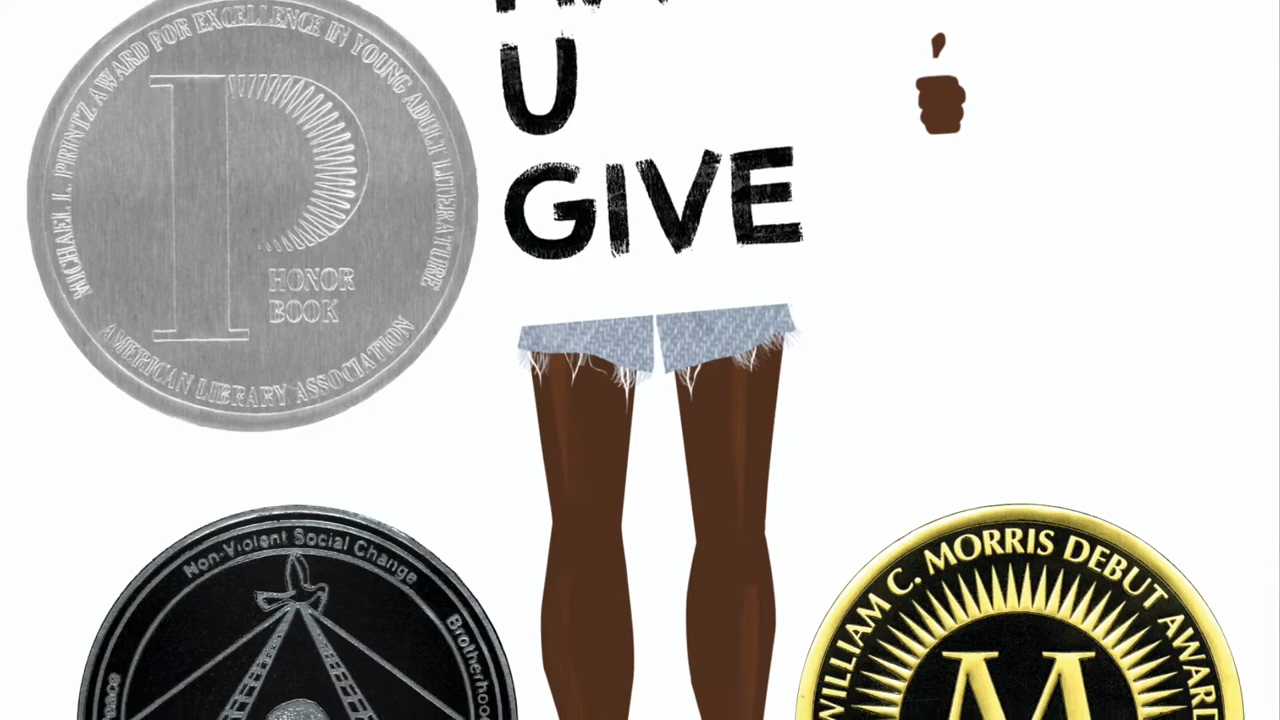 MICHAEL L. PRINTZ AWARD FOR EXCELLENCE IN YOUNG ADULT LITERATURE
P
HONOR
BOOK
AMERICAN LIBRARY ASSOCIATION
U
GIVE
Non-Violent Social Change
Brotherhood
WILLIAM C. MORRIS DEBUT AWARD
M